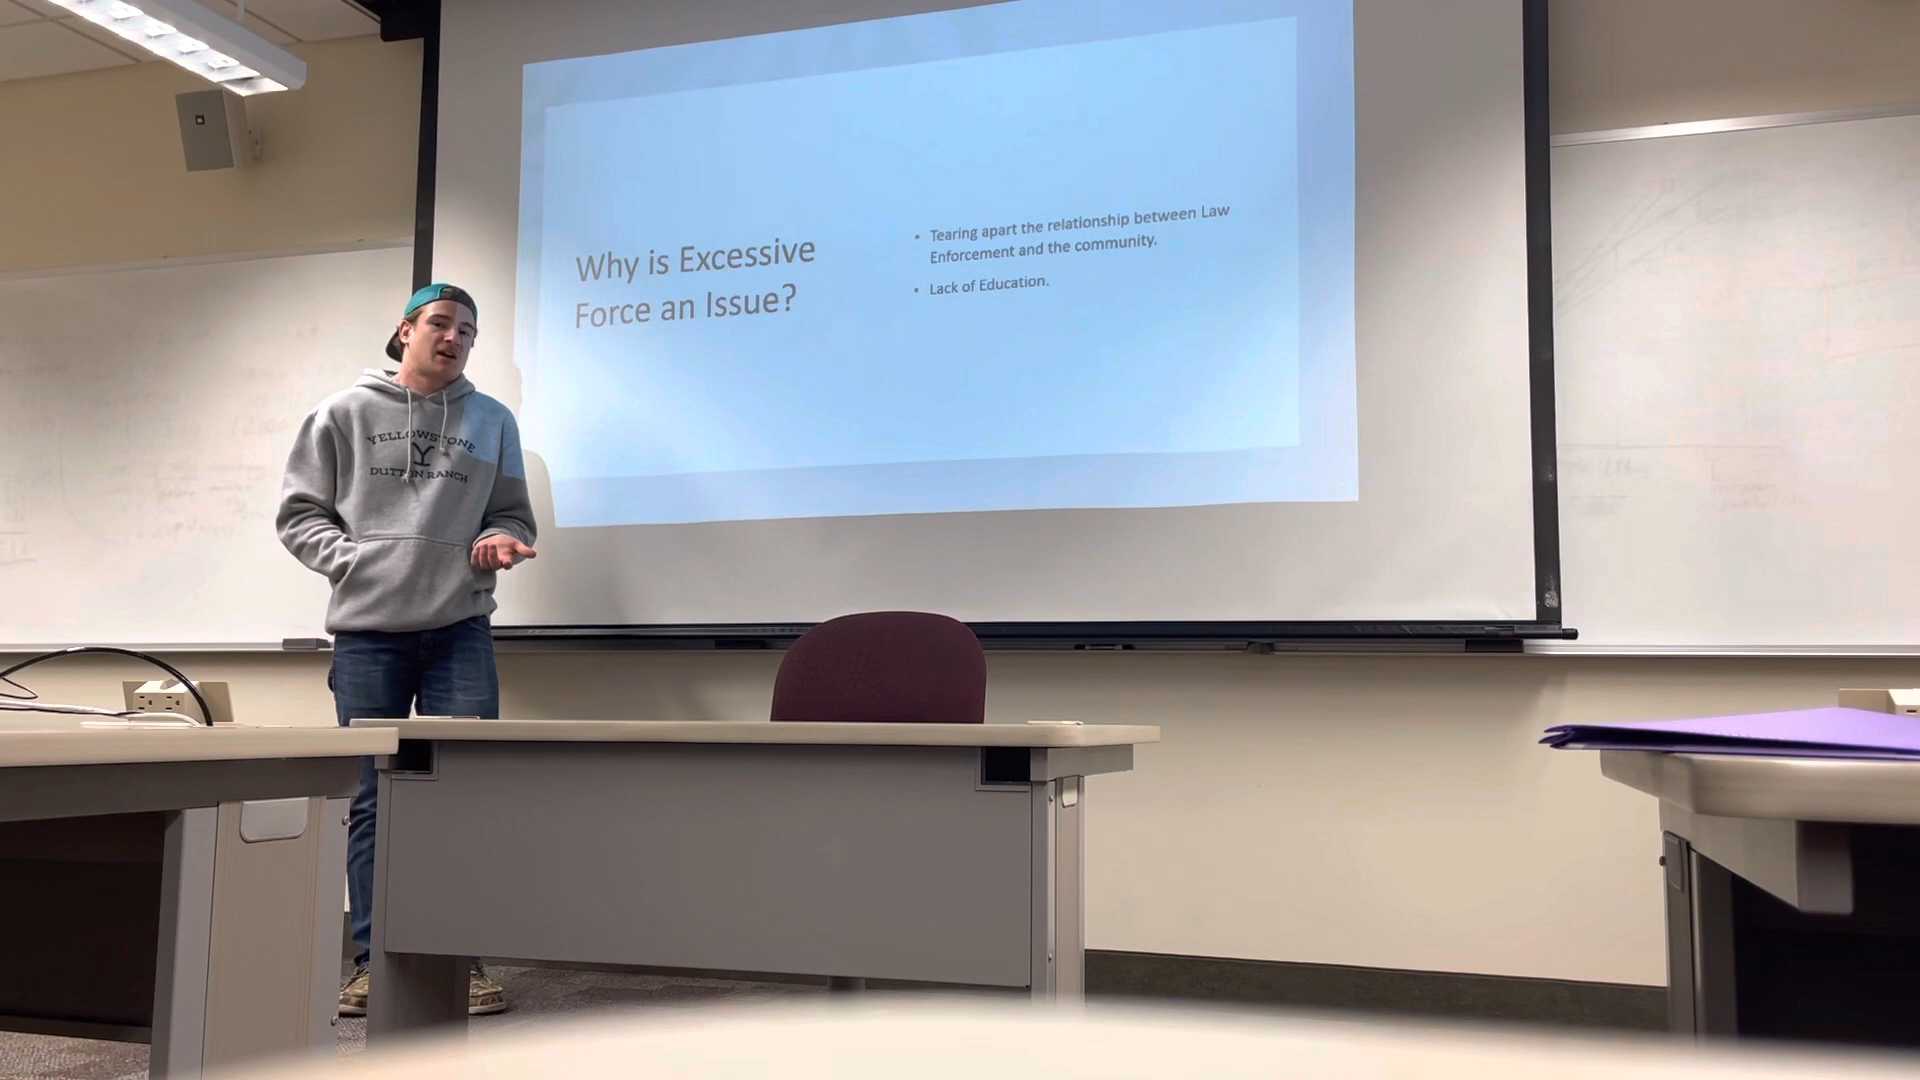 Why is Excessive
Force an Issue?
• Tearing apart the relationship between Law
Enforcement and the community.
• Lack of Education.
YELLOWSTONE
Y
DUTTON RANCH